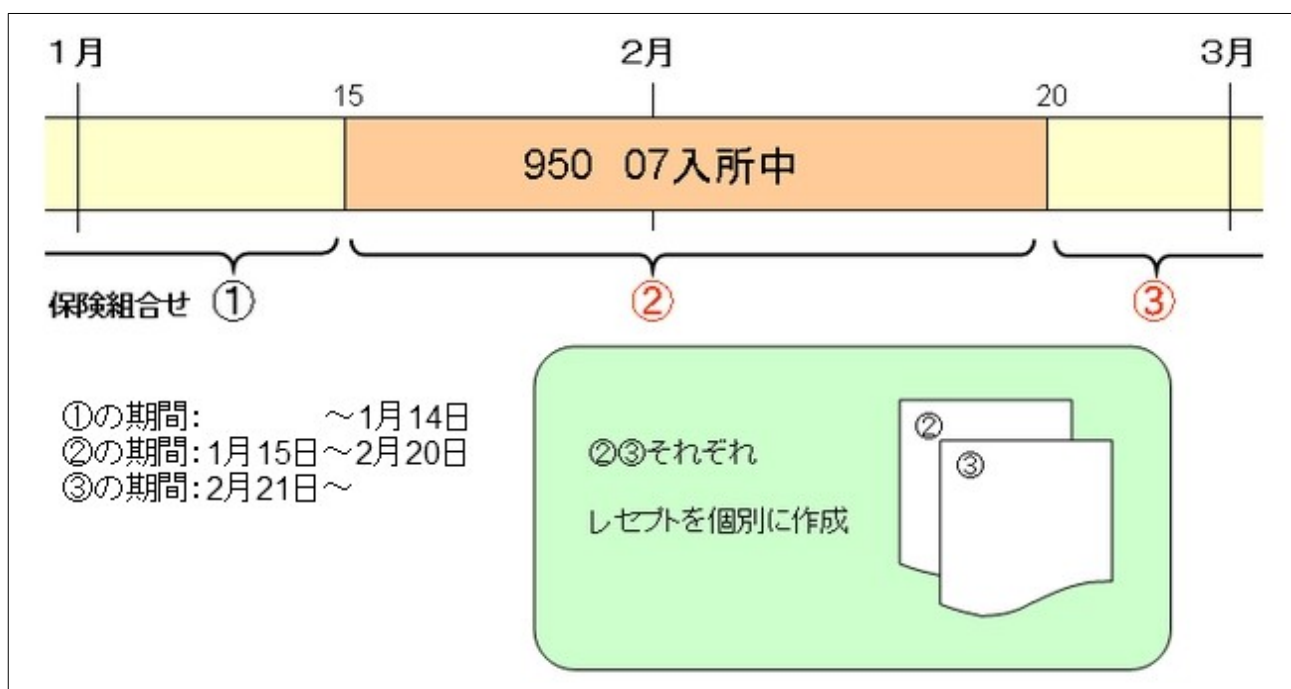 1月 2月 3月
15 20
950 07入所中
保険組合せ ① ② ③
①の期間: ~1月14日
②の期間:1月15日~2月20日
③の期間:2月21日~
②③それぞれ
レセプトを個別に作成
②
③